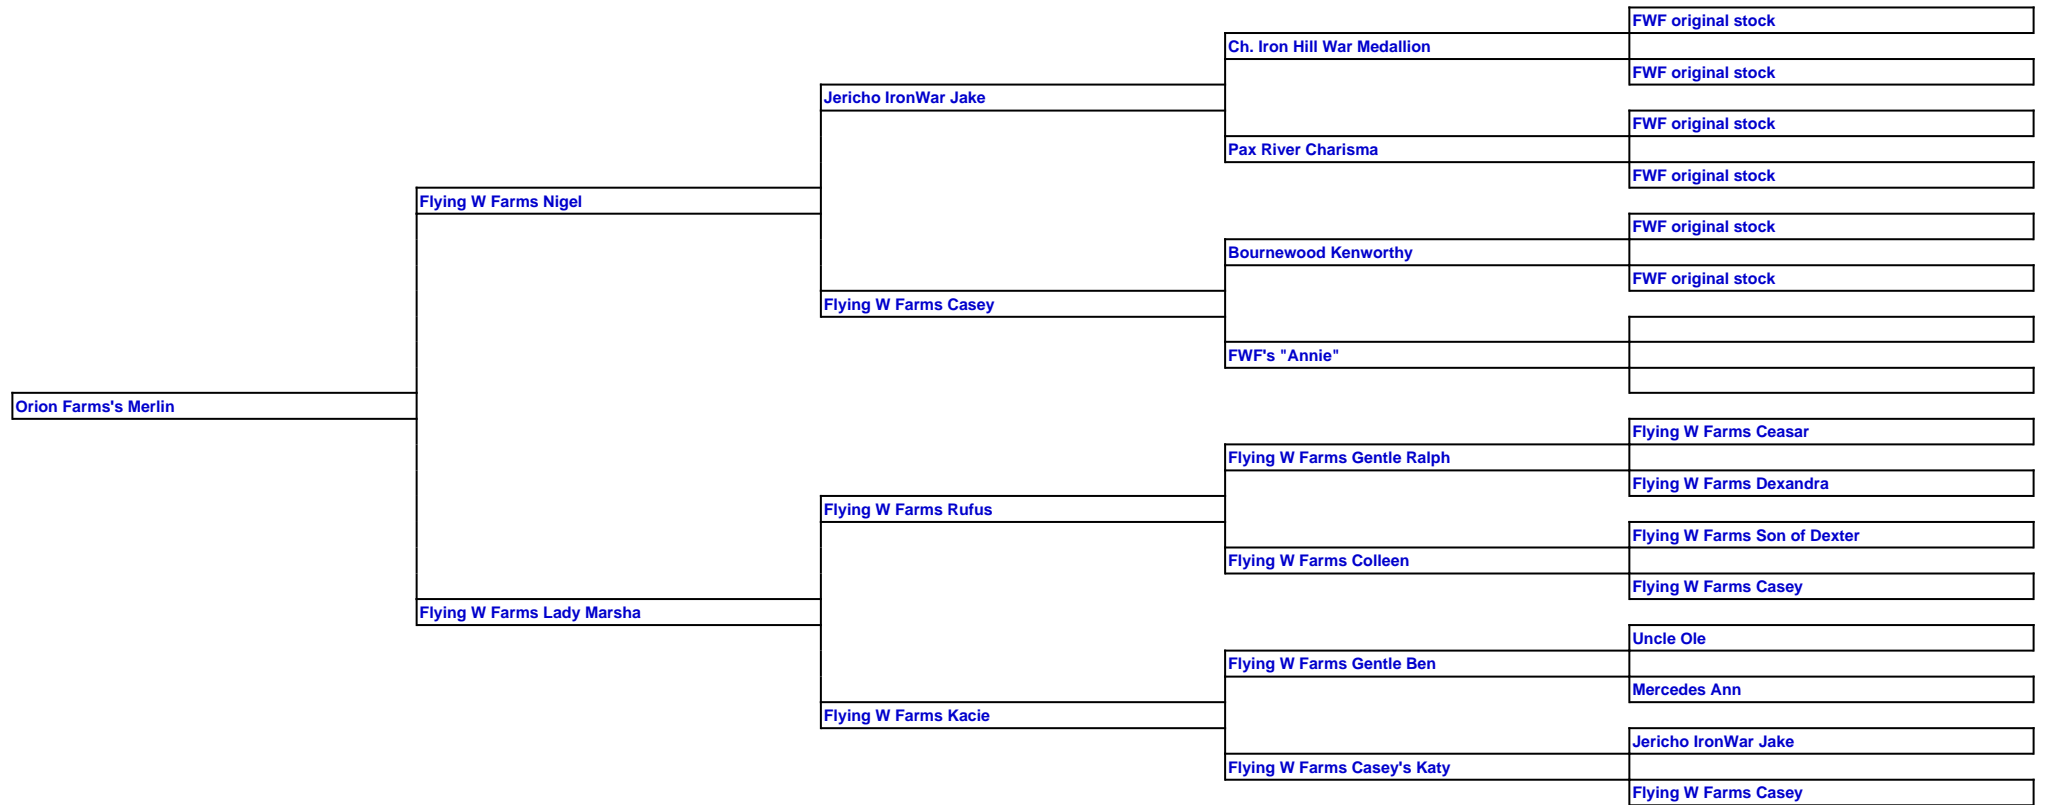 FWF original stock
Ch. Iron Hill War Medallion
FWF original stock
Jericho IronWar Jake
FWF original stock
Pax River Charisma
FWF original stock
Flying W Farms Nigel
FWF original stock
Bournewood Kenworthy
FWF original stock
Flying W Farms Casey
FWF's "Annie"
Orion Farms's Merlin
Flying W Farms Ceasar
Flying W Farms Gentle Ralph
Flying W Farms Dexandra
Flying W Farms Rufus
Flying W Farms Son of Dexter
Flying W Farms Colleen
Flying W Farms Casey
Flying W Farms Lady Marsha
Uncle Ole
Flying W Farms Gentle Ben
Mercedes Ann
Flying W Farms Kacie
Jericho IronWar Jake
Flying W Farms Casey's Katy
Flying W Farms Casey